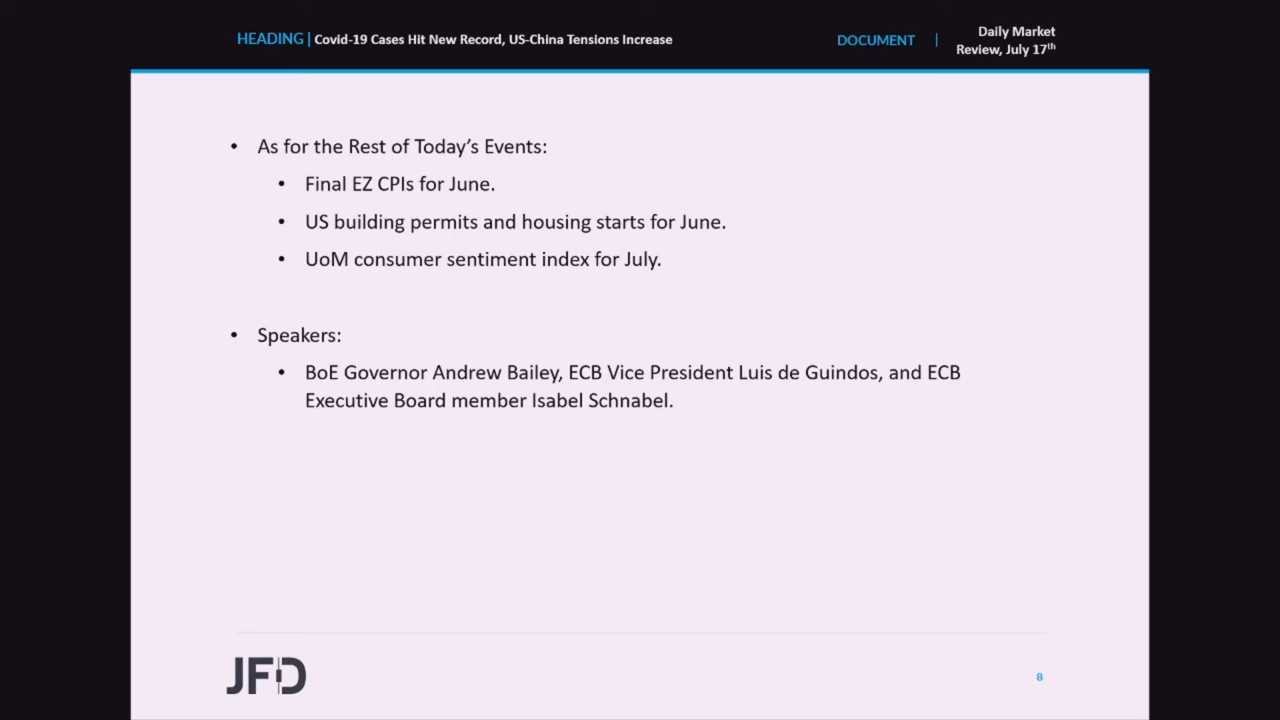 HEADING | Covid-19 Cases Hit New Record, US-China Tensions Increase
DOCUMENT |
Daily Market
Review, July 17th
• As for the Rest of Today’s Events:
• Final EZ CPIs for June.
• US building permits and housing starts for June.
• UoM consumer sentiment index for July.
• Speakers:
• BoE Governor Andrew Bailey, ECB Vice President Luis de Guindos, and ECB
Executive Board member Isabel Schnabel.
JFD
8